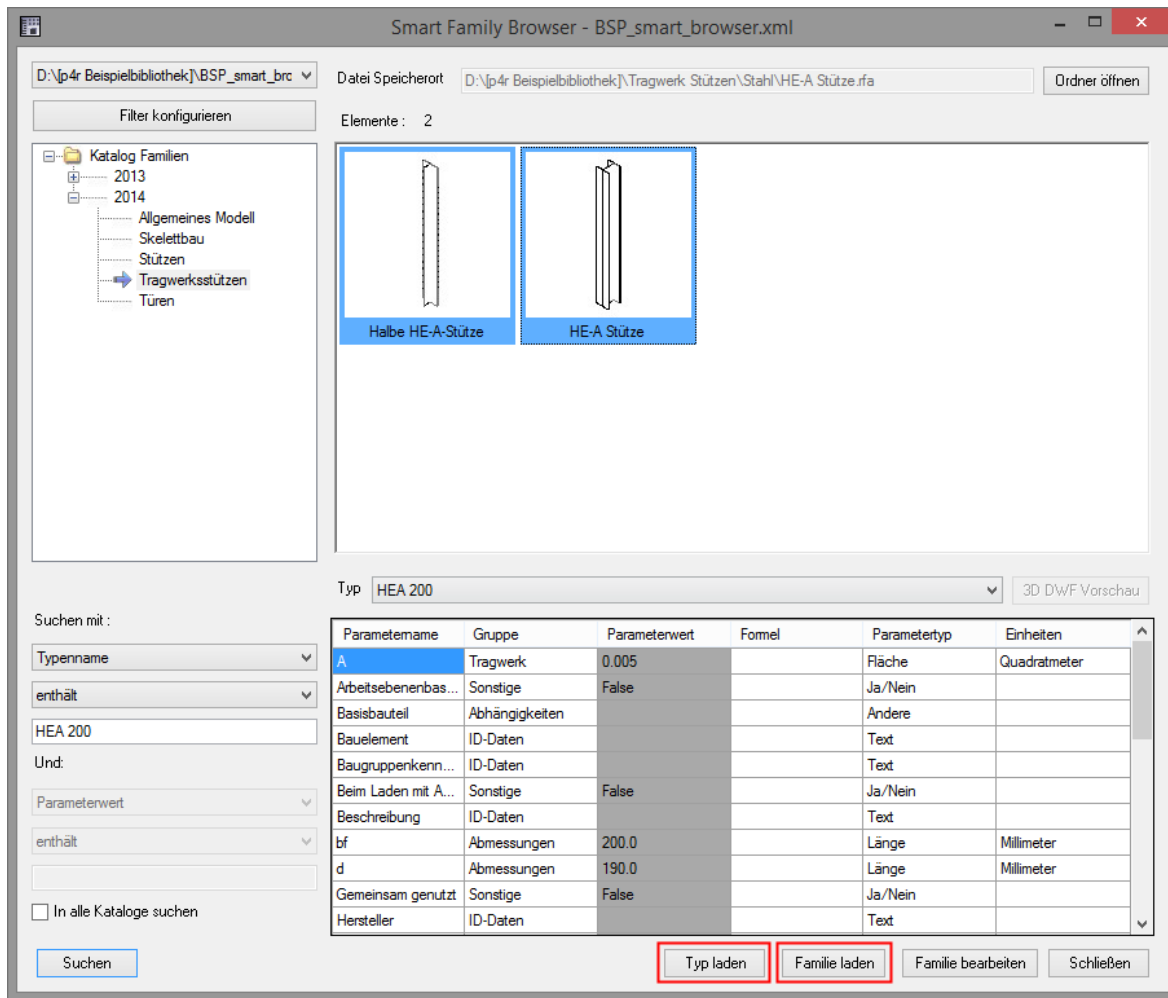 Smart Family Browser - BSP_smart_browser.xml
D:\[p4r Beispielbibliothek]\BSP_smart_brc
Datei Speicherort D:\[p4r Beispielbibliothek]\Tragwerk Stützen\Stahl\HE-A Stütze.rfa Ordner öffnen
Filter konfigurieren
Elemente : 2
Katalog Familien
2013
2014
Allgemeines Modell
Skelettbau
Stützen
Tragwerksstützen
Türen
Halbe HE-A-Stütze
HE-A Stütze
Typ HEA 200 3D DWF Vorschau
Suchen mit :
Typenname
enthält
HEA 200
Und:
Parameterwert
enthält
In alle Kataloge suchen
Suchen
Parametername Gruppe Parameterwert Formel Parametertyp Einheiten
A Tragwerk 0.005 Fläche Quadratmeter
Arbeitsebenenbas... Sonstige False Ja/Nein
Basisbauteil Abhängigkeiten Andere
Bauelement ID-Daten Text
Baugruppenkenn... ID-Daten Text
Beim Laden mit A... Sonstige False Ja/Nein
Beschreibung ID-Daten Text
bf Abmessungen 200.0 Länge Millimeter
d Abmessungen 190.0 Länge Millimeter
Gemeinsam genutzt Sonstige False Ja/Nein
Hersteller ID-Daten Text
Typ laden Familie laden Familie bearbeiten Schließen